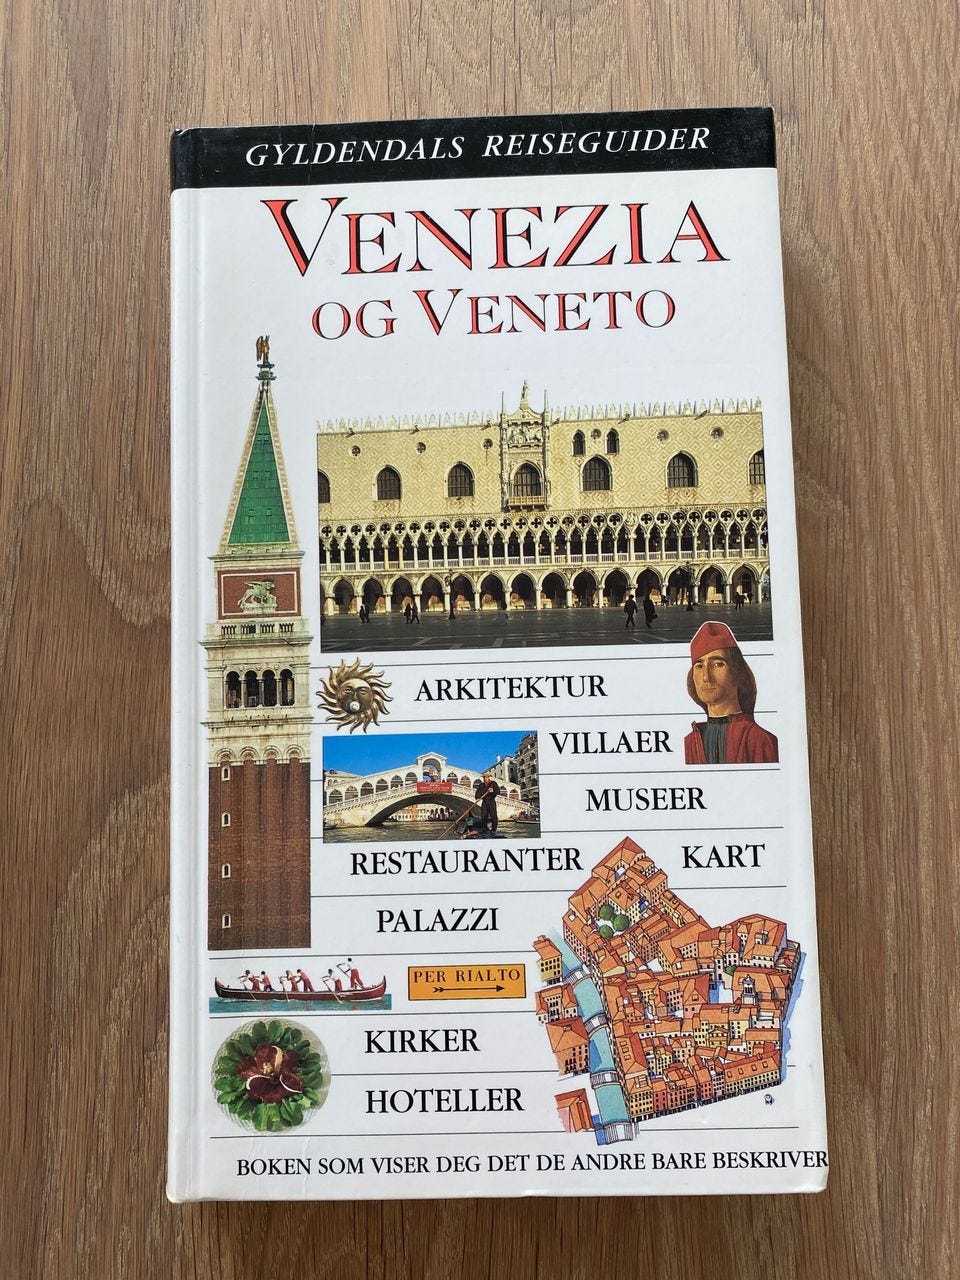 GYLDENDALS REISEGUIDER
VENEZIA
OG VENETO
ARKITEKTUR
VILLAER
MUSEER
RESTAURANTER KART
PALAZZI
PER RIALTO
KIRKER
HOTELLER
BOKEN SOM VISER DEG DET DE ANDRE BARE BESKRIVER